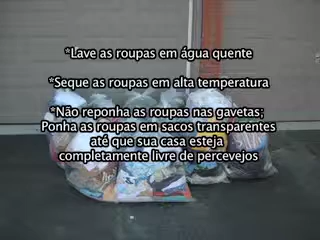 *Lave as roupas em água quente
*Seque as roupas em alta temperatura
*Não reponha as roupas nas gavetas;
Ponha as roupas em sacos transparentes
até que sua casa esteja
completamente livre de percevejos